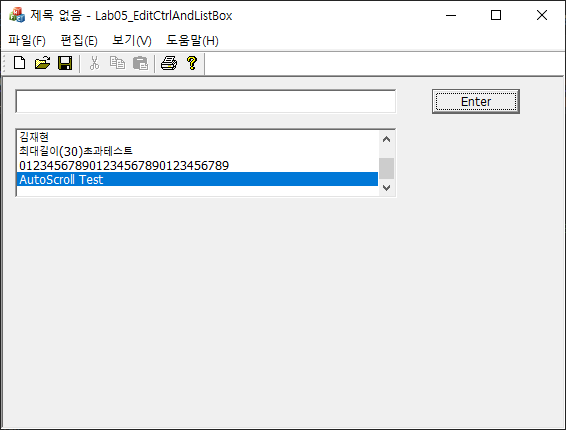 제목 없음 - Lab05_EditCtrlAndListBox
파일(F) 편집(E) 보기(V) 도움말(H)
Enter
김재현
최대길이(30)초과테스트
012345678901234567890123456789
AutoScroll Test